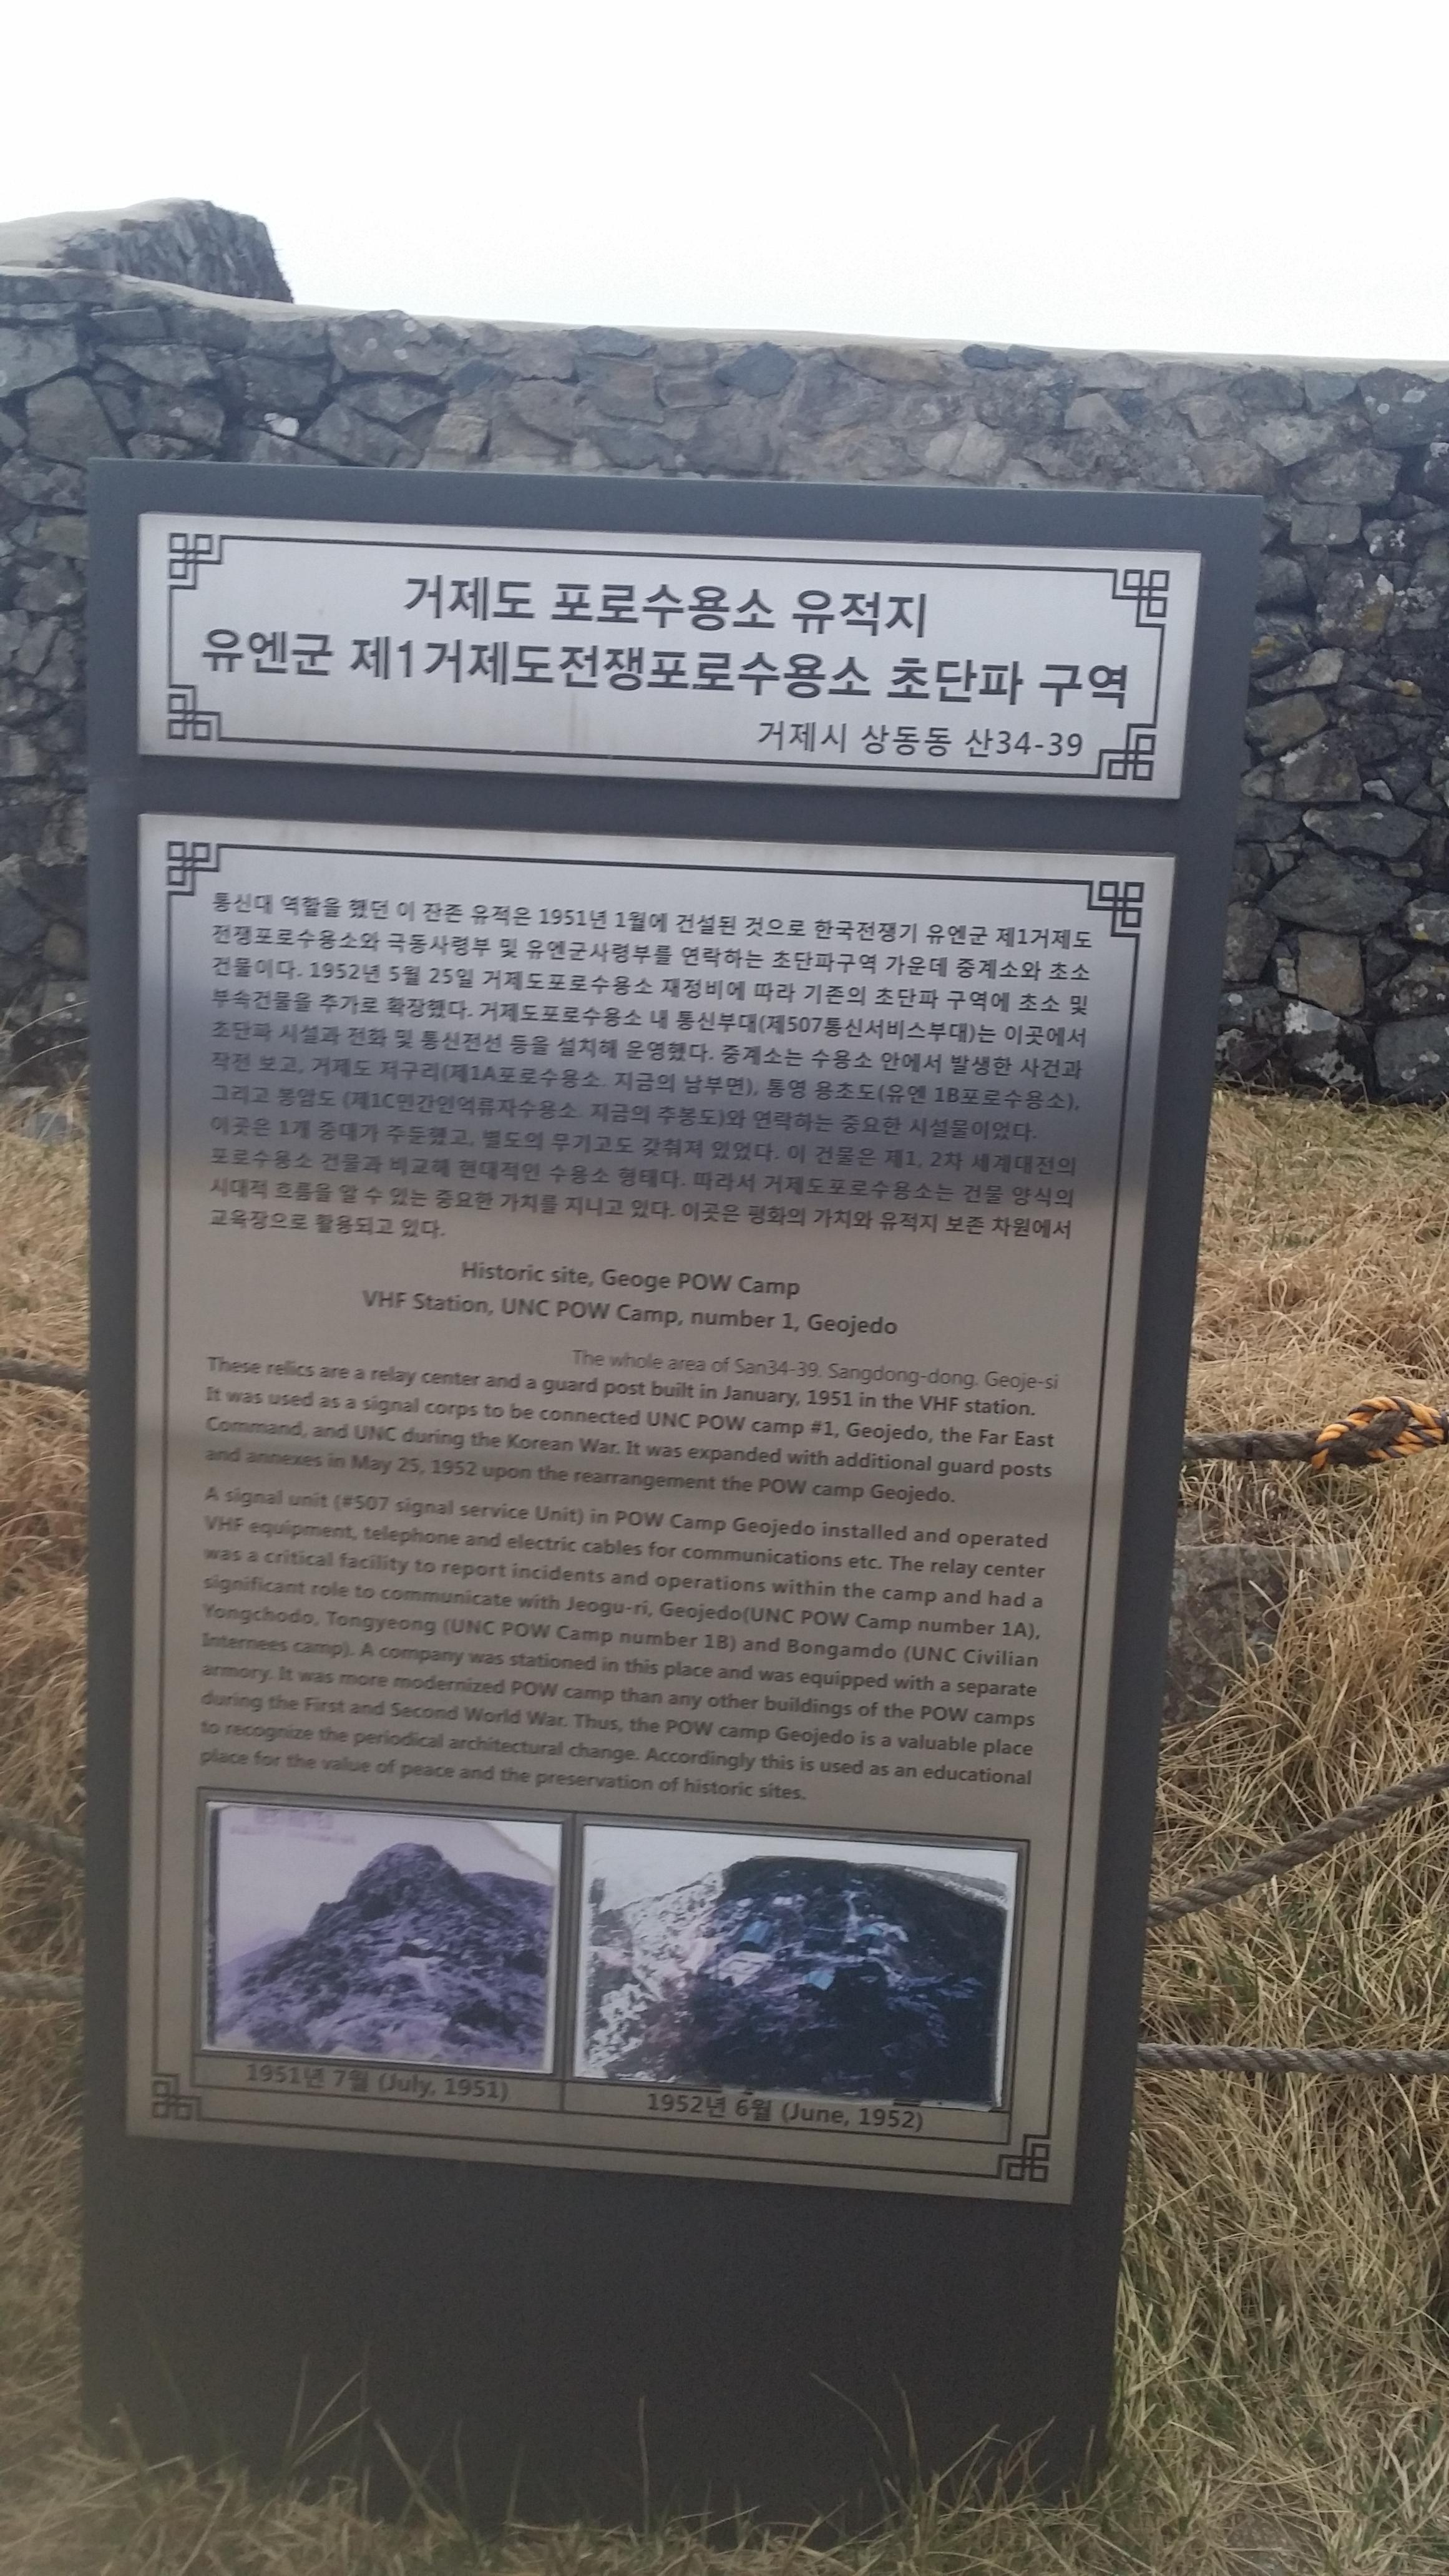 거제도 포로수용소 유적지
유엔군 제1거제도전쟁포로수용소 초단파 구역
거제시 상동동 산34-39
통신대 역할을 했던 이 잔존 유적은 1951년 1월에 건설된 것으로 한국전쟁기 유엔군 제1거제도
전쟁포로수용소와 극동사령부 및 유엔군사령부를 연락하는 초단파구역 가운데 중계소와 초소
건물이다. 1952년 5월 25일 거제도포로수용소 재정비에 따라 기존의 초단파 구역에 초소 및
부속건물을 추가로 확장했다. 거제도포로수용소 내 통신부대(제507통신서비스부대)는 이곳에서
초단파 시설과 전화 및 통신전선 등을 설치해 운영했다. 중계소는 수용소 안에서 발생한 사건과
작전 보고, 거제도 저구리(제1A포로수용소. 지금의 남부면), 통영 용초도(유엔 1B포로수용소),
그리고 봉암도 (제1C민간인억류자수용소. 지금의 추봉도)와 연락하는 중요한 시설물이었다.
이곳은 1개 중대가 주둔했고, 별도의 무기고도 갖춰져 있었다. 이 건물은 제1, 2차 세계대전의
포로수용소 건물과 비교해 현대적인 수용소 형태다. 따라서 거제도포로수용소는 건물 양식의
시대적 흐름을 알 수 있는 중요한 가치를 지니고 있다. 이곳은 평화의 가치와 유적지 보존 차원에서
교육장으로 활용되고 있다.
Historic site, Geoge POW Camp
VHF Station, UNC POW Camp, number 1, Geojedo
The whole area of San34-39. Sangdong-dong. Geoje-si
These relics are a relay center and a guard post built in January, 1951 in the VHF station.
It was used as a signal corps to be connected UNC POW camp #1, Geojedo, the Far East
Command, and UNC during the Korean War. It was expanded with additional guard posts
and annexes in May 25, 1952 upon the rearrangement the POW camp Geojedo.
A signal unit (#507 signal service Unit) in POW Camp Geojedo installed and operated
VHF equipment, telephone and electric cables for communications etc. The relay center
was a critical facility to report incidents and operations within the camp and had a
significant role to communicate with Jeogu-ri, Geojedo(UNC POW Camp number 1A),
Yongchodo, Tongyeong (UNC POW Camp number 1B) and Bongamdo (UNC Civilian
Internees camp). A company was stationed in this place and was equipped with a separate
armory. It was more modernized POW camp than any other buildings of the POW camps
during the First and Second World War. Thus, the POW camp Geojedo is a valuable place
to recognize the periodical architectural change. Accordingly this is used as an educational
place for the value of peace and the preservation of historic sites.
1951년 7월 (July, 1951)
1952년 6월 (June, 1952)